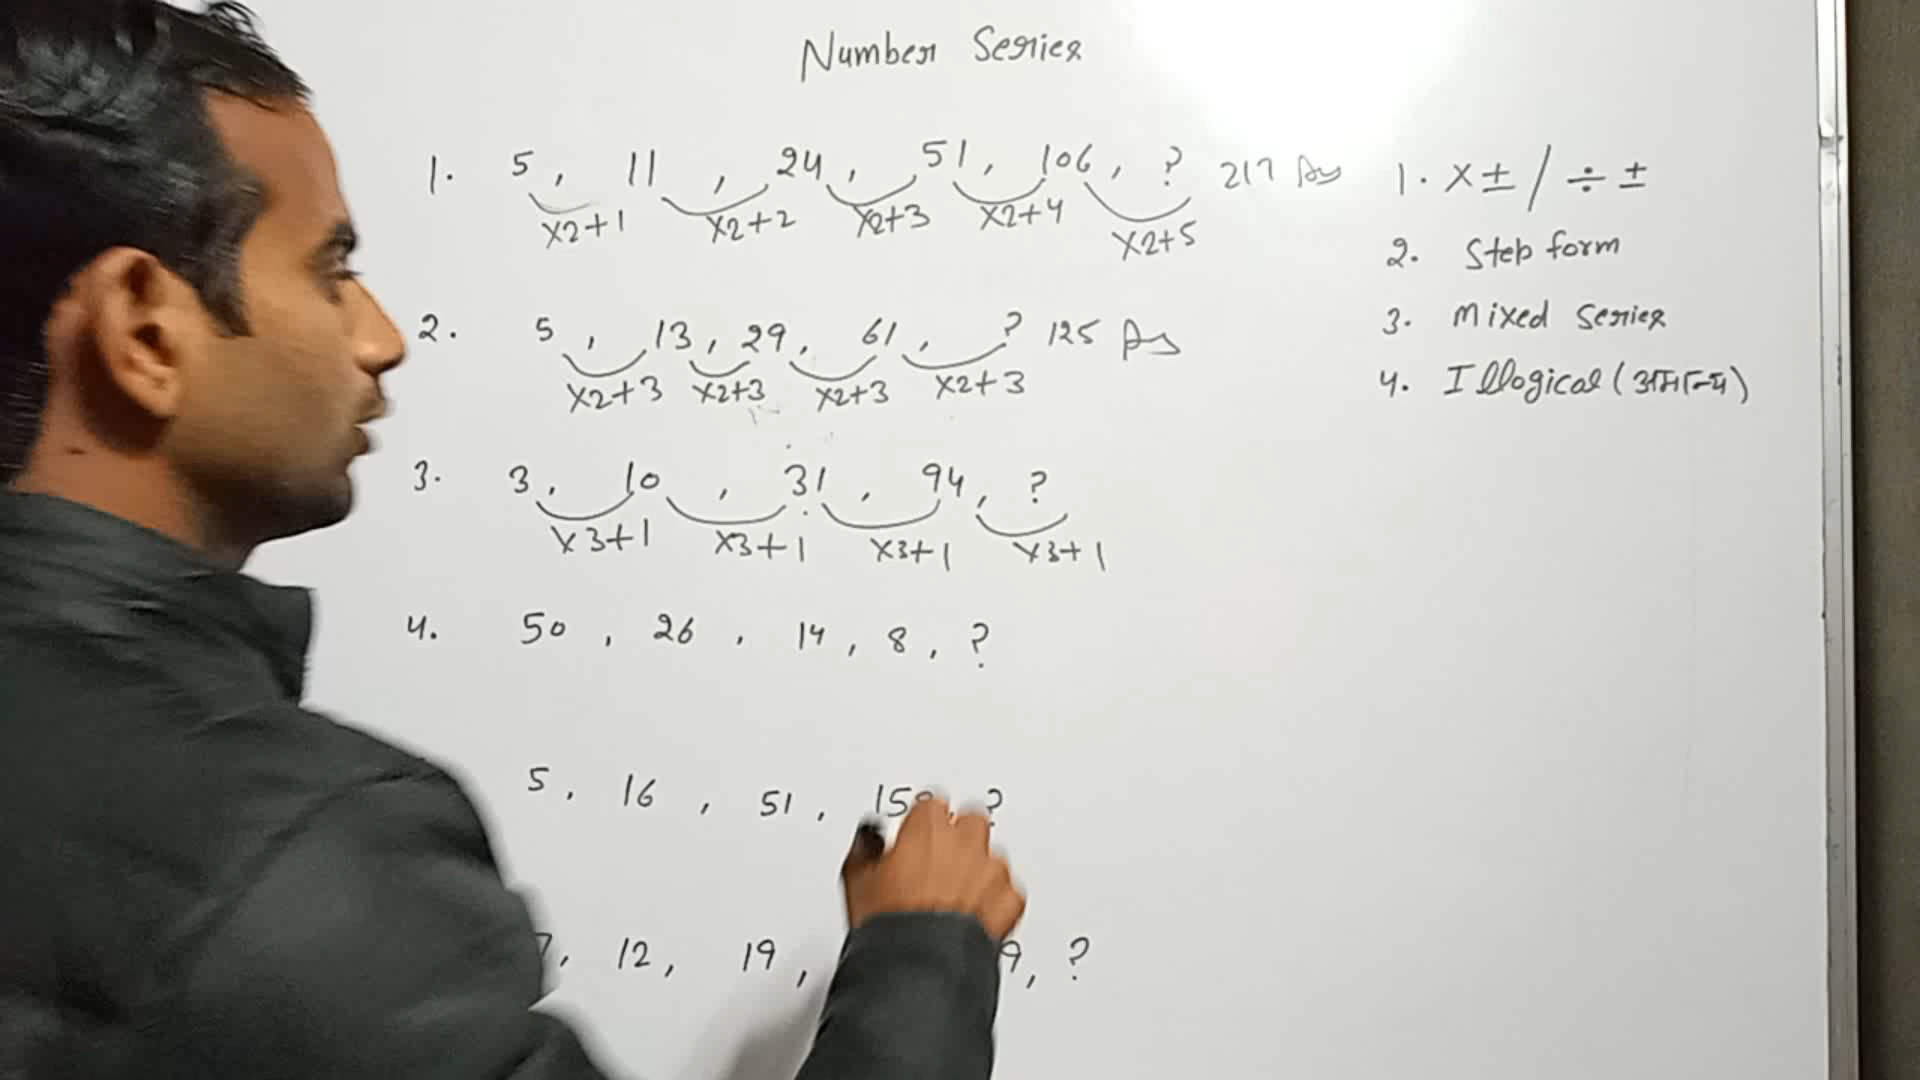 Number Series
1. 5, 11, 24, 51, 106, ? 217 Ans
x2+1 x2+2 x2+3 x2+4 x2+5
2. 5, 13, 29, 61, ? 125 Ans
x2+3 x2+3 x2+3 x2+3
3. 3, 10, 31, 94, ?
x3+1 x3+1 x3+1 x3+1
4. 50, 26, 14, 8, ?
5, 16, 51, ?
12, 19, ?
1. x ± / ÷ ±
2. Step form
3. Mixed Series
4. Illogical (